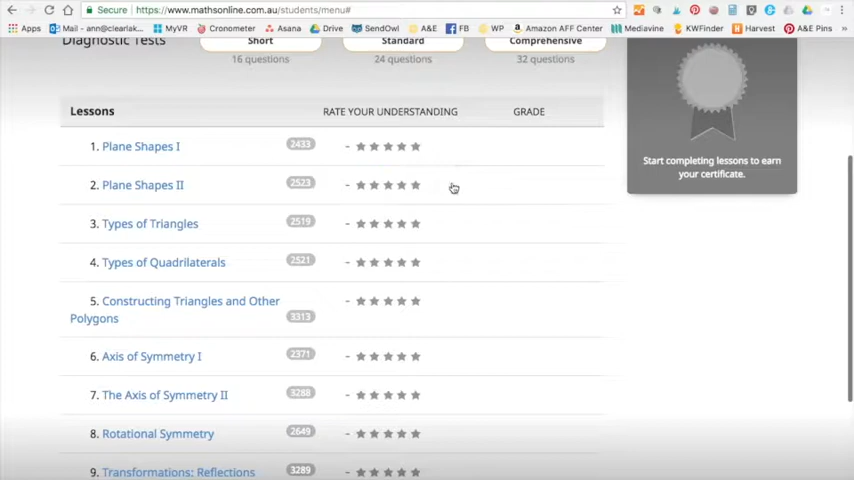 Secure https://www.mathsonline.com.au/students/menu#
Apps Mail - ann@clearlak... MyVR Cronometer Asana Drive SendOwl A&E FB WP Amazon AFF Center Mediavine KWFinder Harvest A&E Pins
Diagnostic Tests Short Standard Comprehensive
16 questions 24 questions 32 questions
Lessons RATE YOUR UNDERSTANDING GRADE
1. Plane Shapes I 2433 -
2. Plane Shapes II 2523 -
3. Types of Triangles 2519 -
4. Types of Quadrilaterals 2521 -
5. Constructing Triangles and Other
Polygons 3313 -
6. Axis of Symmetry I 2371 -
7. The Axis of Symmetry II 3288 -
8. Rotational Symmetry 2649 -
9. Transformations: Reflections 3289 -
Start completing lessons to earn
your certificate.